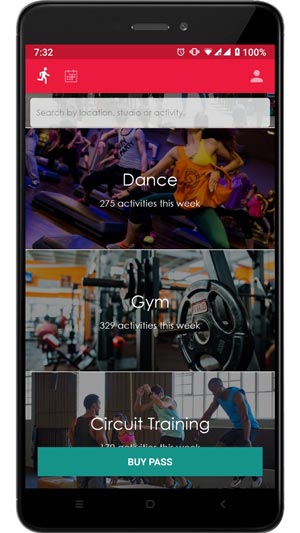 7:32
100%
Search by location, studio or activity.
Dance
275 activities this week
Gym
329 activities this week
Circuit Training
activities this week
BUY PASS